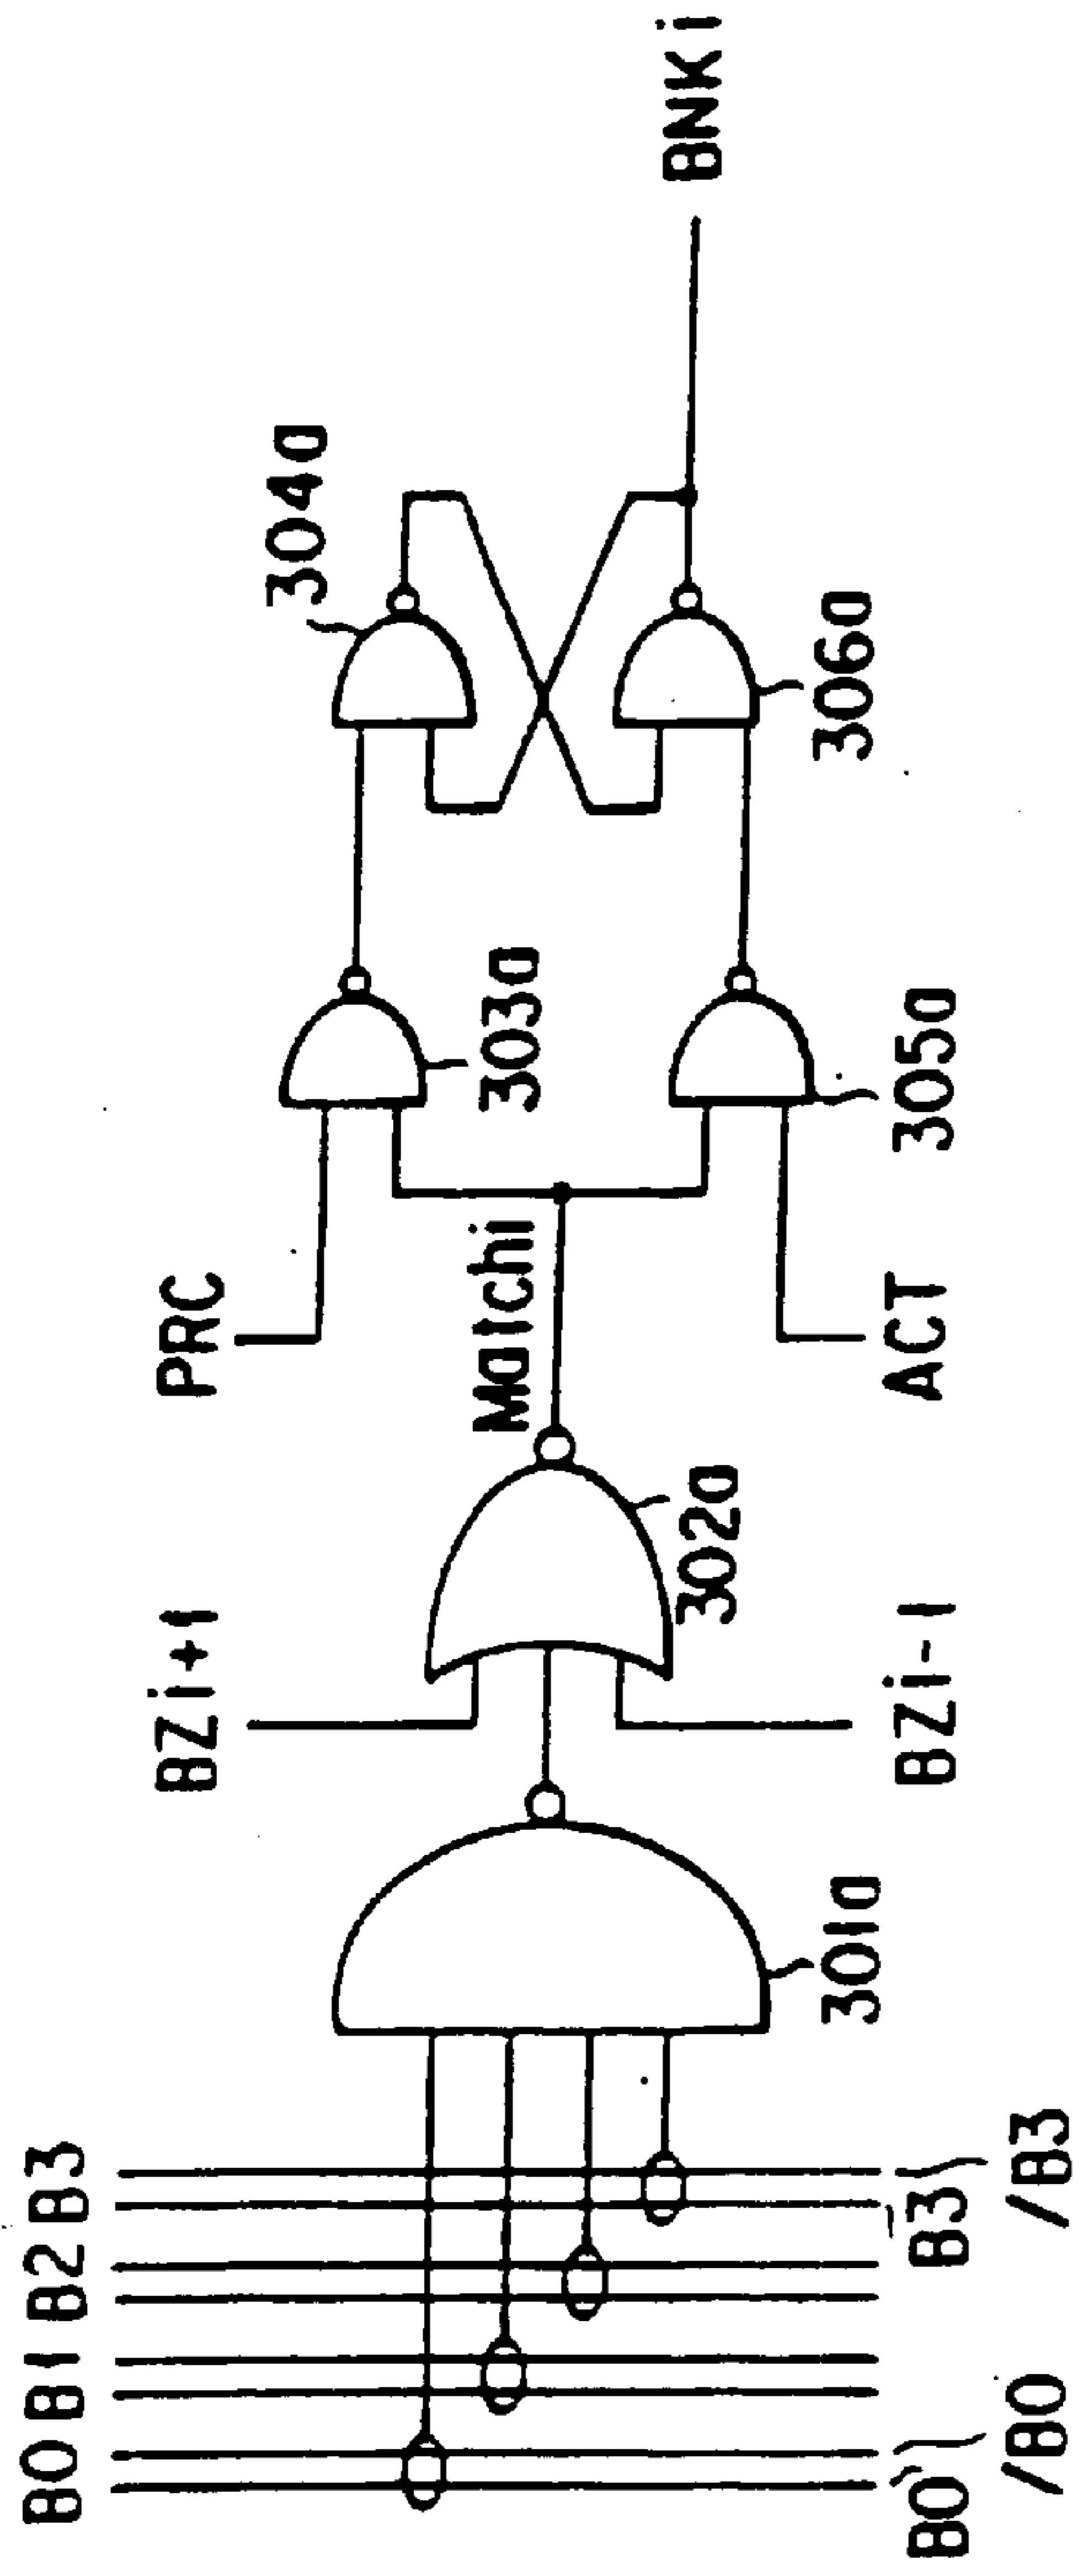 B0 B1 B2 B3
B0
/B0
B3
/B3
301a
BZi+1
BZi-1
302a
Matchi
PRC
ACT
303a
305a
304a
306a
BNKi